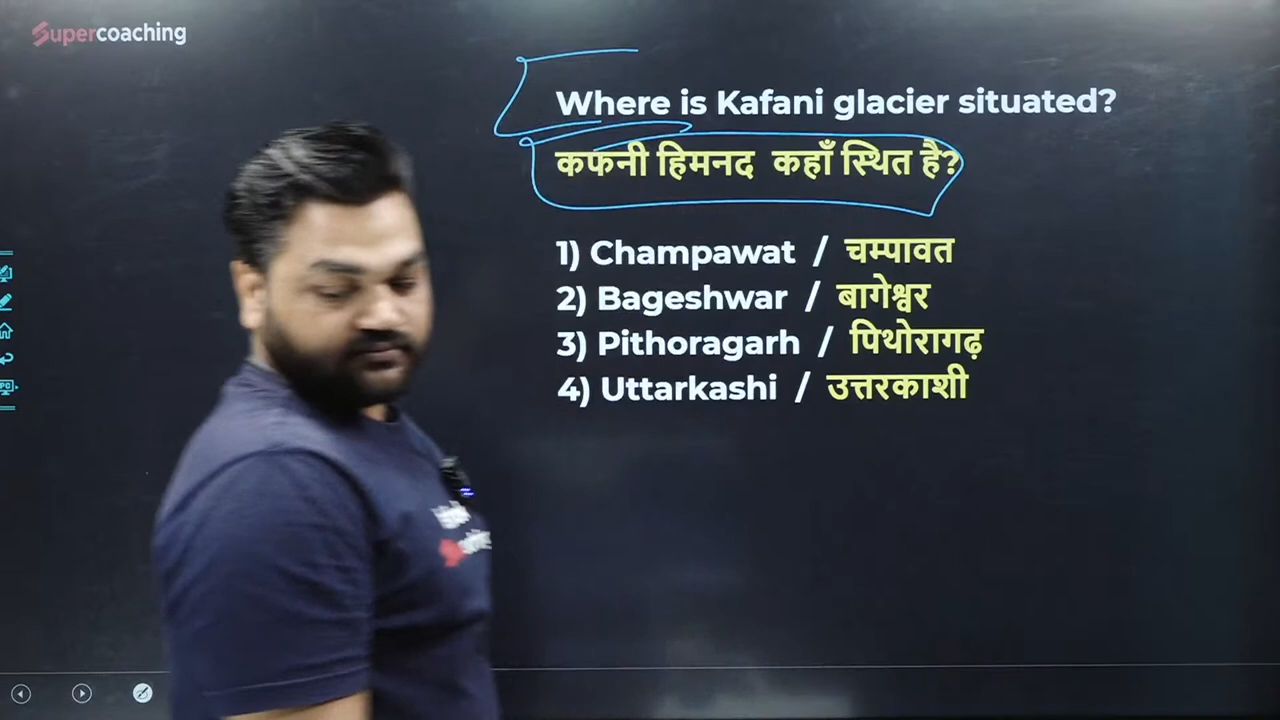 Supercoaching
Where is Kafani glacier situated?
कफनी हिमनद कहाँ स्थित है?
1) Champawat / चम्पावत
2) Bageshwar / बागेश्वर
3) Pithoragarh / पिथोरागढ़
4) Uttarkashi / उत्तरकाशी